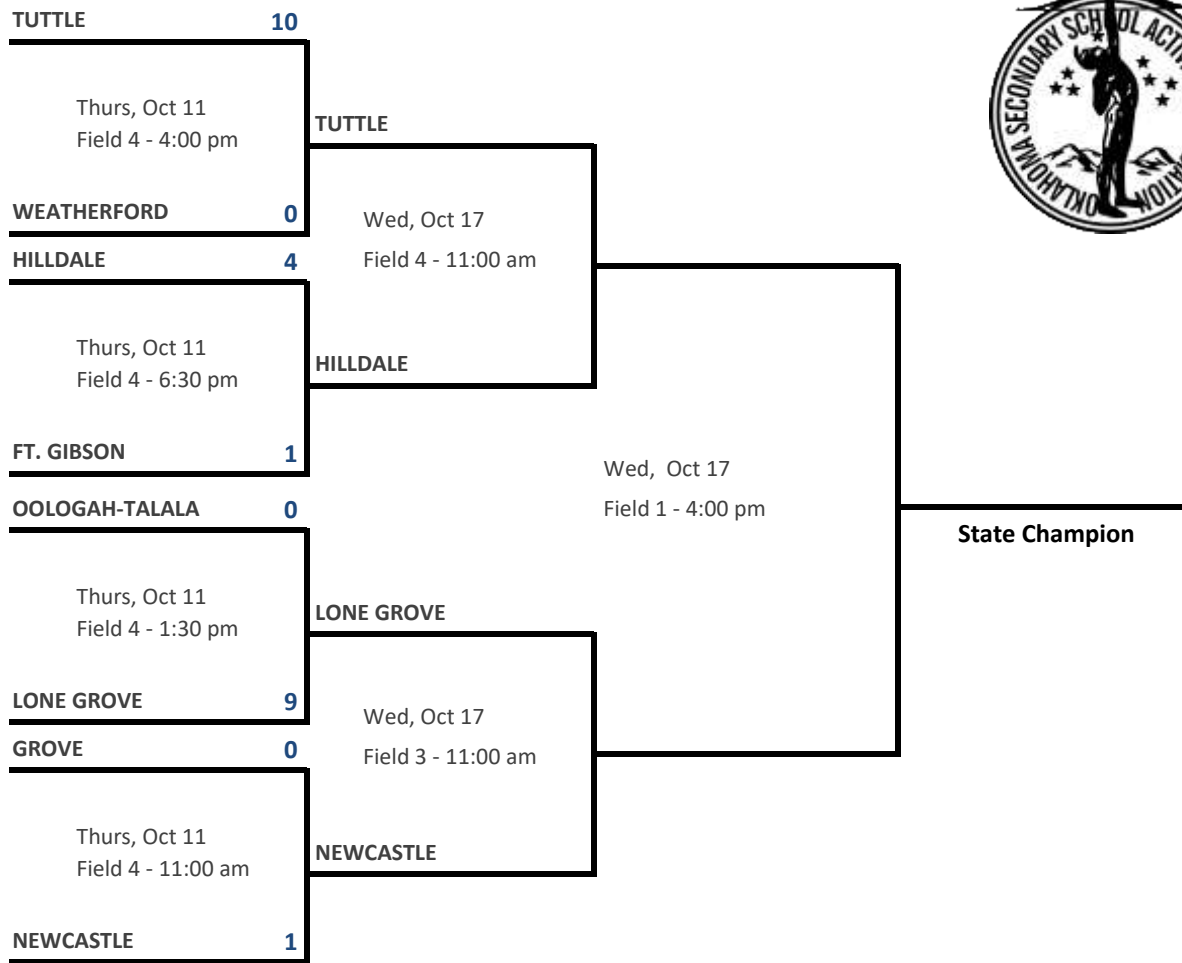 TUTTLE 10
Thurs, Oct 11
Field 4 - 4:00 pm
WEATHERFORD 0
HILLDALE 4
Thurs, Oct 11
Field 4 - 6:30 pm
FT. GIBSON 1
OOLOGAH-TALALA 0
Thurs, Oct 11
Field 4 - 1:30 pm
LONE GROVE 9
GROVE 0
Thurs, Oct 11
Field 4 - 11:00 am
NEWCASTLE 1
TUTTLE
Wed, Oct 17
Field 4 - 11:00 am
HILLDALE
LONE GROVE
Wed, Oct 17
Field 3 - 11:00 am
NEWCASTLE
Wed, Oct 17
Field 1 - 4:00 pm
State Champion
OKLAHOMA SECONDARY SCHOOL